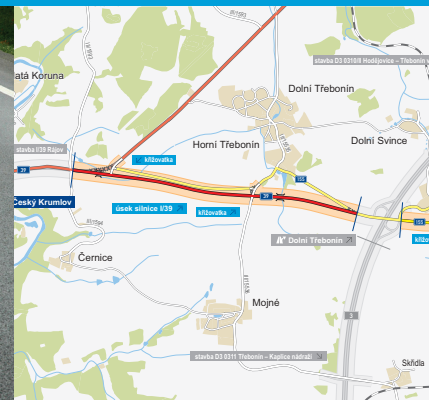 stavba D3 0310/II Hodějovice – Třebonín
latá Koruna
Dolní Třebonín
Horní Třebonín
Dolní Svince
stavba I/39 Rájov
křižovatka
39
155
Český Krumlov
úsek silnice I/39
křižovatka
39
155
křižo
Dolní Třebonín
Černice
Mojné
3
stavba D3 0311 Třebonín – Kaplice nádraží
Skřidla